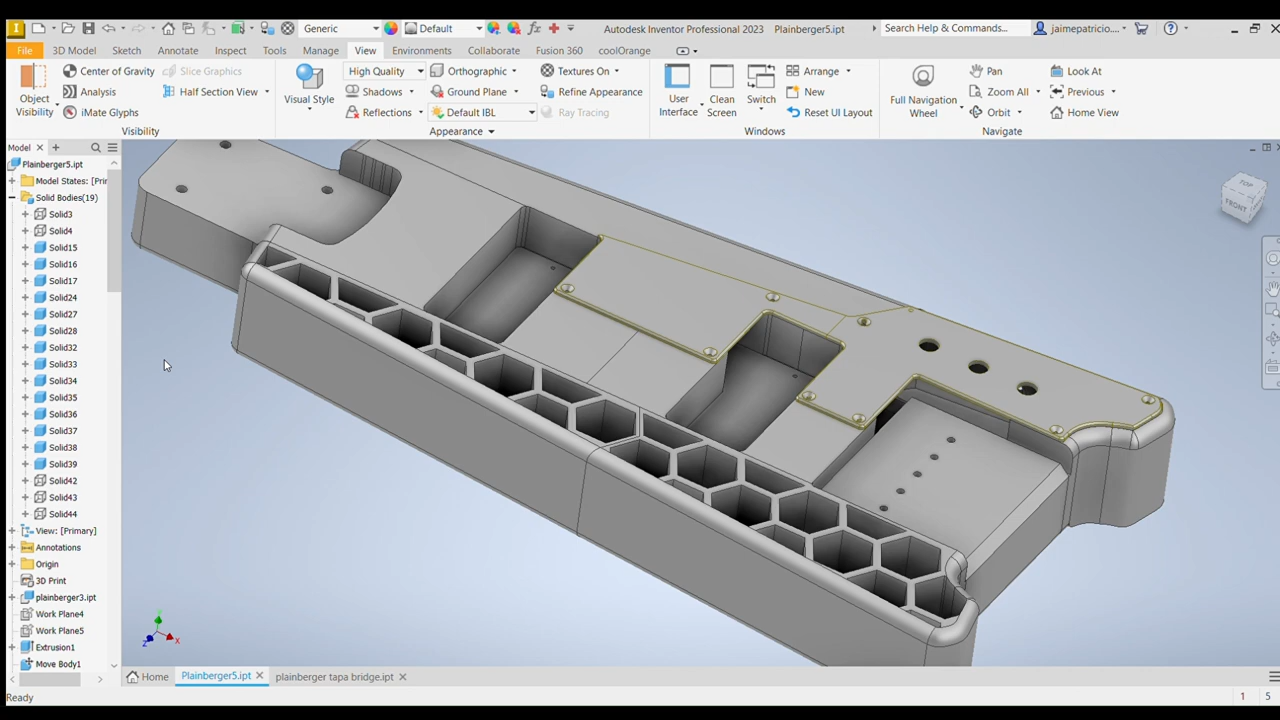 Generic
Default
Autodesk Inventor Professional 2023 Plainberger5.ipt
Search Help & Commands...
jaimepatricio....
File 3D Model Sketch Annotate Inspect Tools Manage View Environments Collaborate Fusion 360 coolOrange
Object Visibility
Center of Gravity
Slice Graphics
Analysis
Half Section View
iMate Glyphs
Visibility
Visual Style
High Quality
Shadows
Reflections
Orthographic
Ground Plane
Default IBL
Textures On
Refine Appearance
Ray Tracing
Appearance
User Interface
Clean Screen
Switch
Arrange
New
Reset UI Layout
Windows
Full Navigation Wheel
Pan
Zoom All
Orbit
Look At
Previous
Home View
Navigate
Model
Plainberger5.ipt
Model States: [Prir
Solid Bodies(19)
Solid3
Solid4
Solid15
Solid16
Solid17
Solid24
Solid27
Solid28
Solid32
Solid33
Solid34
Solid35
Solid36
Solid37
Solid38
Solid39
Solid42
Solid43
Solid44
View: [Primary]
Annotations
Origin
3D Print
plainberger3.ipt
Work Plane4
Work Plane5
Extrusion1
Move Body1
TOP
FRONT
Z
X
Home
Plainberger5.ipt
plainberger tapa bridge.ipt
Ready
1 5